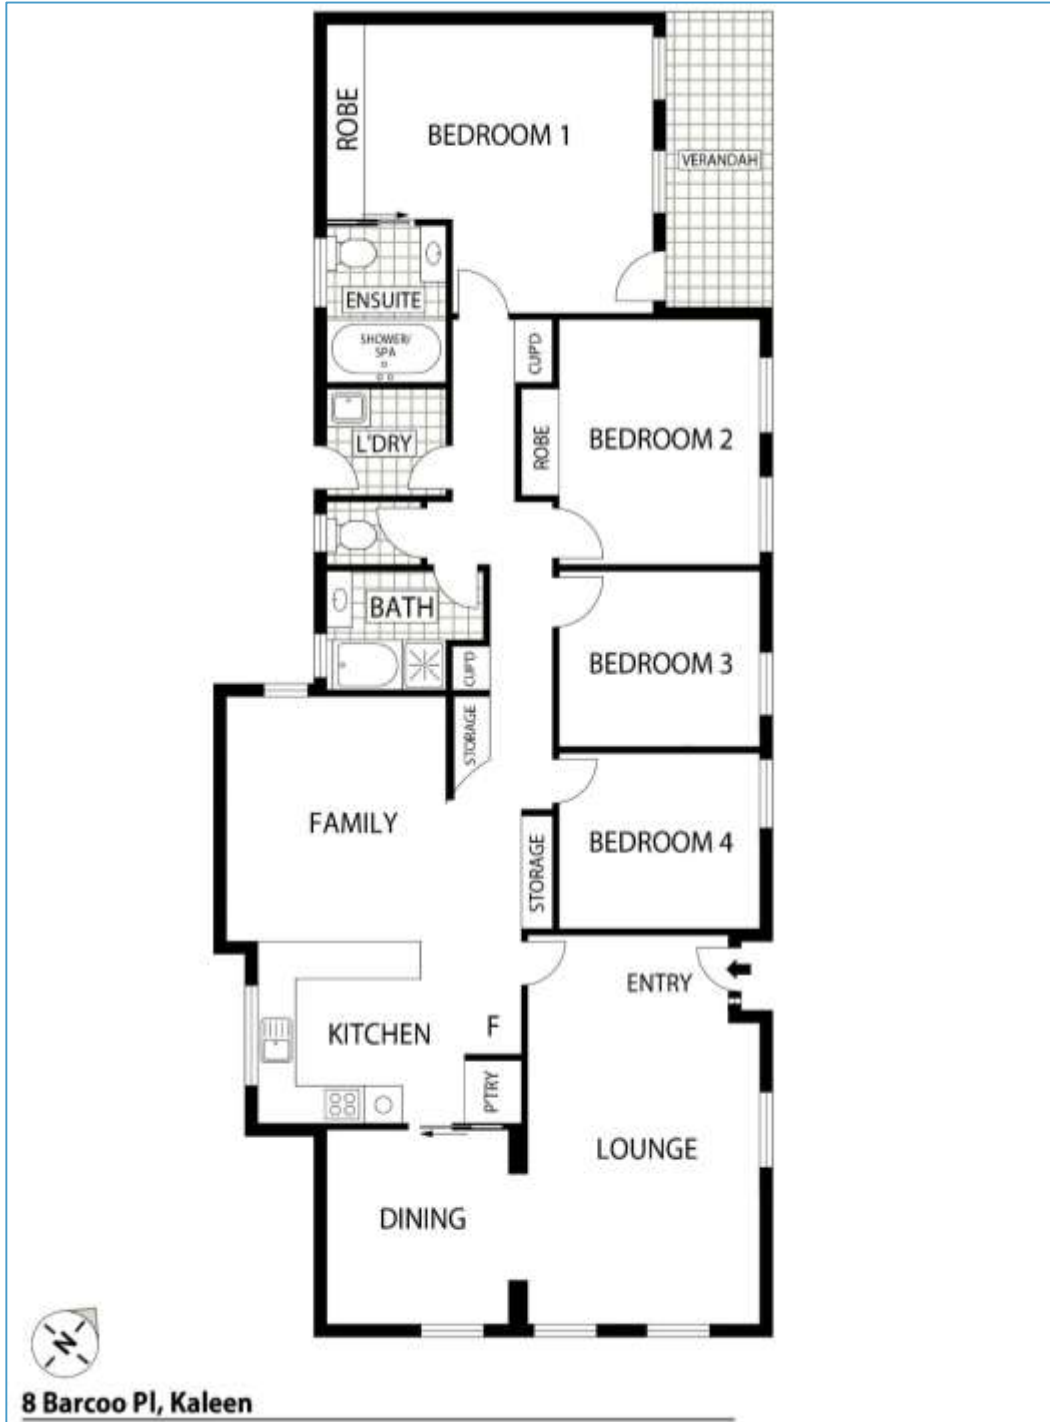 ROBE
BEDROOM 1
VERANDAH
ENSUITE
SHOWER/
SPA
CUP'D
L'DRY
ROBE
BEDROOM 2
BATH
CUP'D
BEDROOM 3
STORAGE
FAMILY
STORAGE
BEDROOM 4
ENTRY
KITCHEN
F
P'TRY
LOUNGE
DINING
N
8 Barcoo Pl, Kaleen